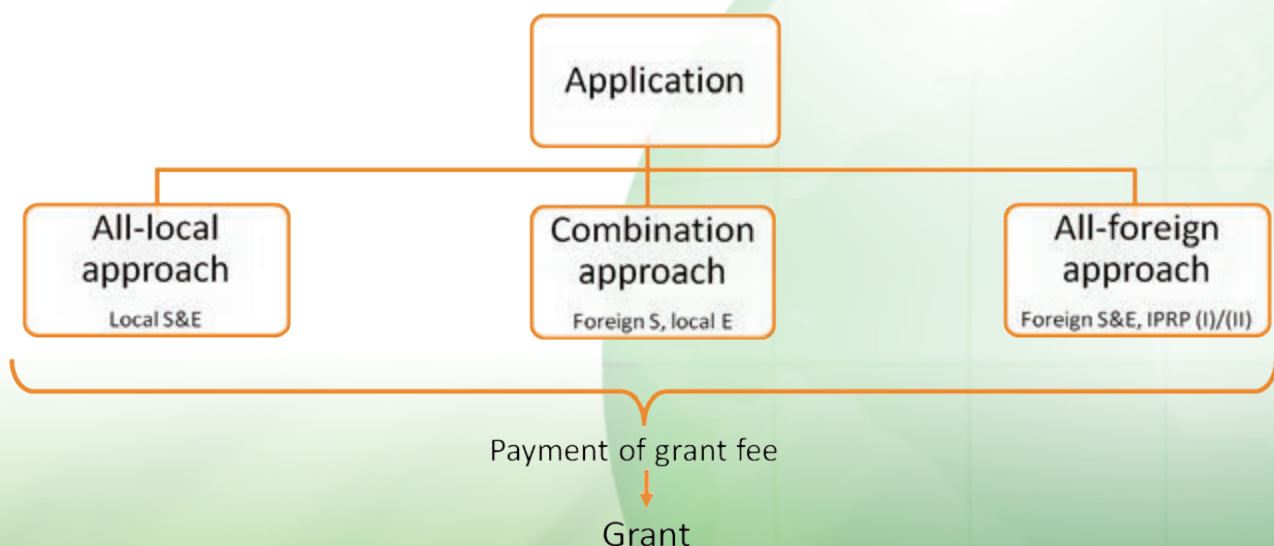 Application
All-local
approach
Local S&E
Combination
approach
Foreign S, local E
All-foreign
approach
Foreign S&E, IPRP (I)/(II)
Payment of grant fee
Grant